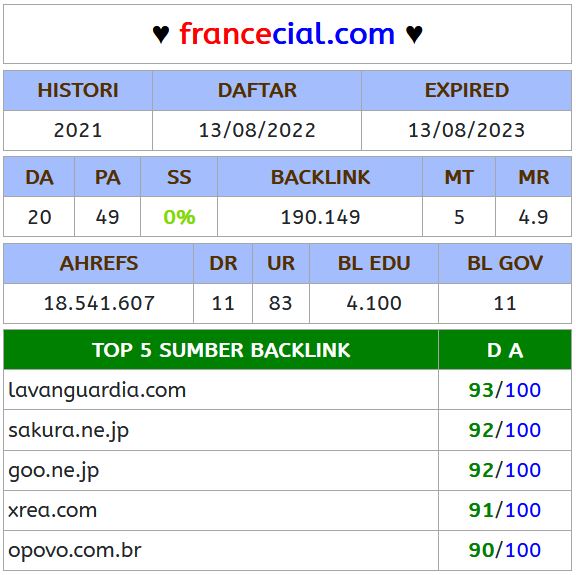 ♥ francecial.com ♥
HISTORI DAFTAR EXPIRED
2021 13/08/2022 13/08/2023
DA PA SS BACKLINK MT MR
20 49 0% 190.149 5 4.9
AHREFS DR UR BL EDU BL GOV
18.541.607 11 83 4.100 11
TOP 5 SUMBER BACKLINK D A
lavanguardia.com 93/100
sakura.ne.jp 92/100
goo.ne.jp 92/100
xrea.com 91/100
opovo.com.br 90/100